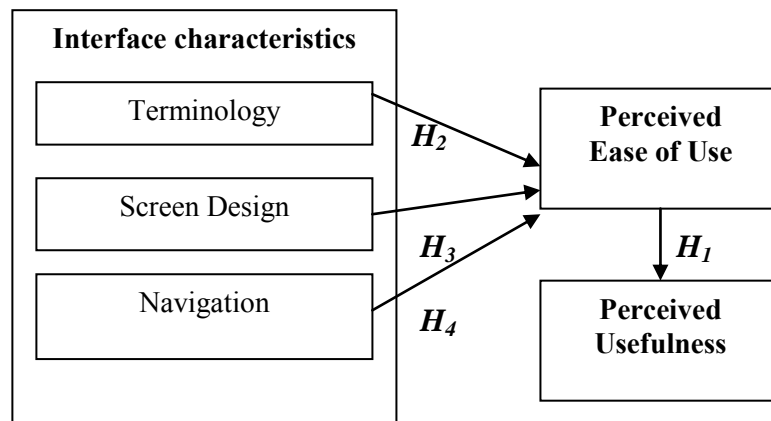 Interface characteristics
Terminology
H2
Perceived
Ease of Use
Screen Design
H3
H1
Navigation
H4
Perceived
Usefulness